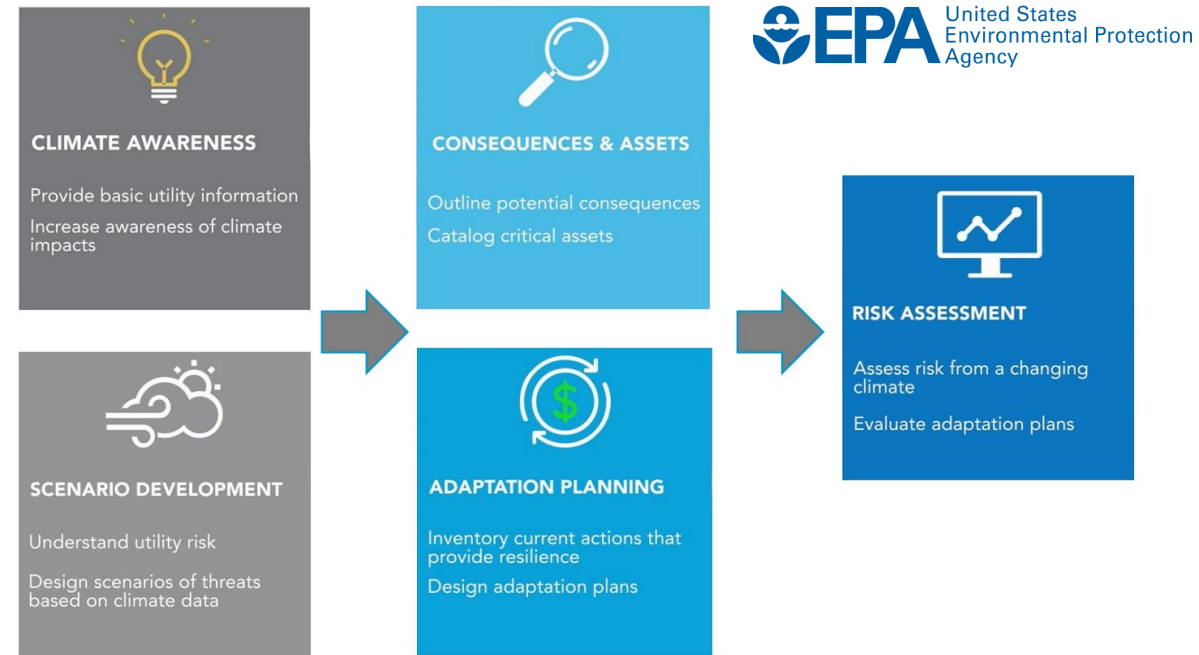 EPA
United States
Environmental Protection
Agency
CLIMATE AWARENESS
Provide basic utility information
Increase awareness of climate
impacts
SCENARIO DEVELOPMENT
Understand utility risk
Design scenarios of threats
based on climate data
CONSEQUENCES & ASSETS
Outline potential consequences
Catalog critical assets
$
ADAPTATION PLANNING
Inventory current actions that
provide resilience
Design adaptation plans
RISK ASSESSMENT
Assess risk from a changing
climate
Evaluate adaptation plans